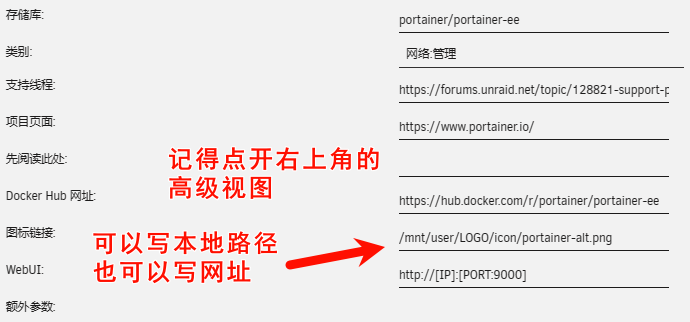 存储库: portainer/portainer-ee
类别: 网络:管理
支持线程: https://forums.unraid.net/topic/128821-support-p
项目页面: https://www.portainer.io/
先阅读此处:
记得点开右上角的
高级视图
Docker Hub 网址: https://hub.docker.com/r/portainer/portainer-ee
图标链接: /mnt/user/LOGO/icon/portainer-alt.png
可以写本地路径
也可以写网址
WebUI: http://[IP]:[PORT:9000]
额外参数: